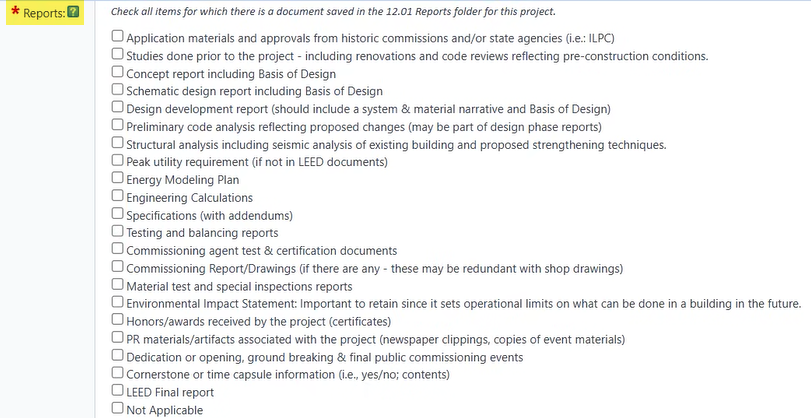 * Reports: ?
Check all items for which there is a document saved in the 12.01 Reports folder for this project.
Application materials and approvals from historic commissions and/or state agencies (i.e.: ILPC)
Studies done prior to the project - including renovations and code reviews reflecting pre-construction conditions.
Concept report including Basis of Design
Schematic design report including Basis of Design
Design development report (should include a system & material narrative and Basis of Design)
Preliminary code analysis reflecting proposed changes (may be part of design phase reports)
Structural analysis including seismic analysis of existing building and proposed strengthening techniques.
Peak utility requirement (if not in LEED documents)
Energy Modeling Plan
Engineering Calculations
Specifications (with addendums)
Testing and balancing reports
Commissioning agent test & certification documents
Commissioning Report/Drawings (if there are any - these may be redundant with shop drawings)
Material test and special inspections reports
Environmental Impact Statement: Important to retain since it sets operational limits on what can be done in a building in the future.
Honors/awards received by the project (certificates)
PR materials/artifacts associated with the project (newspaper clippings, copies of event materials)
Dedication or opening, ground breaking & final public commissioning events
Cornerstone or time capsule information (i.e., yes/no; contents)
LEED Final report
Not Applicable